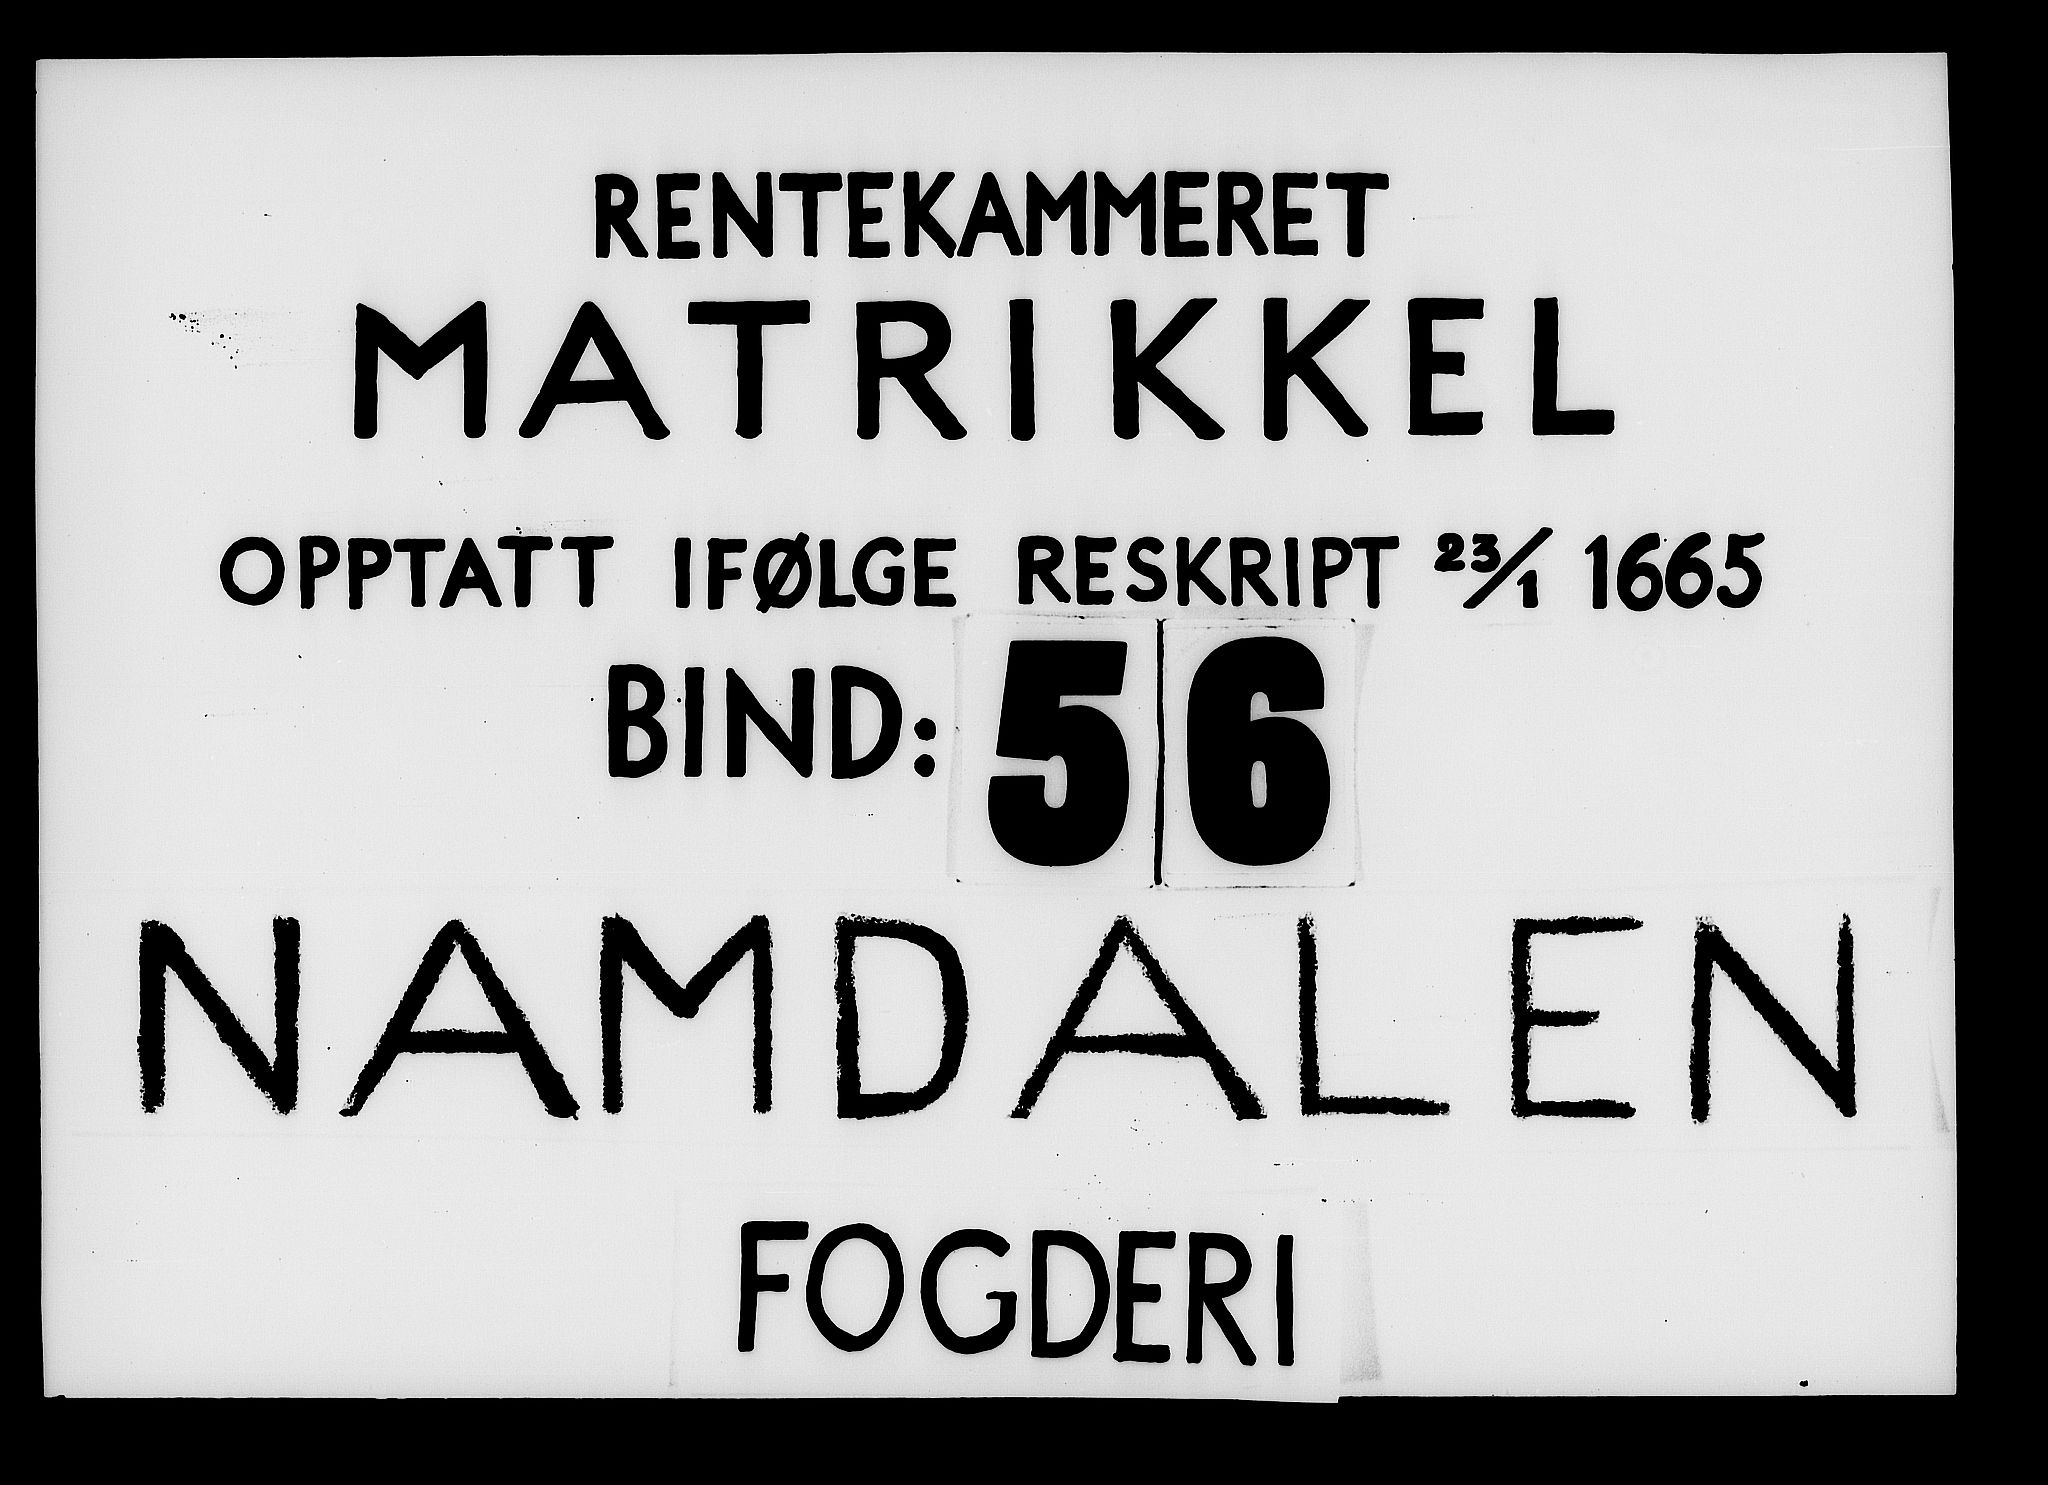 RENTEKAMMERET
MATRIKKEL
OPPTATT IFØLGE RESKRIPT 23/1 1665
BIND: 56
NAMDALEN
FOGDERI